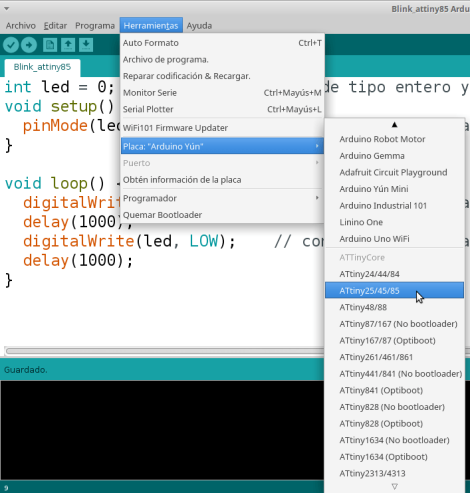 Blink_attiny85 Ardu
Archivo Editar Programa Herramientas Ayuda
Blink_attiny85
int led = 0; de tipo entero y
void setup()
pinMode(led
}
void loop() {
digitalWrit
delay(1000);
digitalWrite(led, LOW); // con
delay(1000);
}
Auto Formato Ctrl+T
Archivo de programa.
Reparar codificación & Recargar.
Monitor Serie Ctrl+Mayús+M
Serial Plotter Ctrl+Mayús+L
WiFi101 Firmware Updater
Placa: "Arduino Yún"
Puerto
Obtén información de la placa
Programador
Quemar Bootloader
Arduino Robot Motor
Arduino Gemma
Adafruit Circuit Playground
Arduino Yún Mini
Arduino Industrial 101
Linino One
Arduino Uno WiFi
ATTinyCore
ATtiny24/44/84
ATtiny25/45/85
ATtiny48/88
ATtiny87/167 (No bootloader)
ATtiny167/87 (Optiboot)
ATtiny261/461/861
ATtiny441/841 (No bootloader)
ATtiny841 (Optiboot)
ATtiny828 (No bootloader)
ATtiny828 (Optiboot)
ATtiny1634 (No bootloader)
ATtiny1634 (Optiboot)
ATtiny2313/4313
Guardado.
9